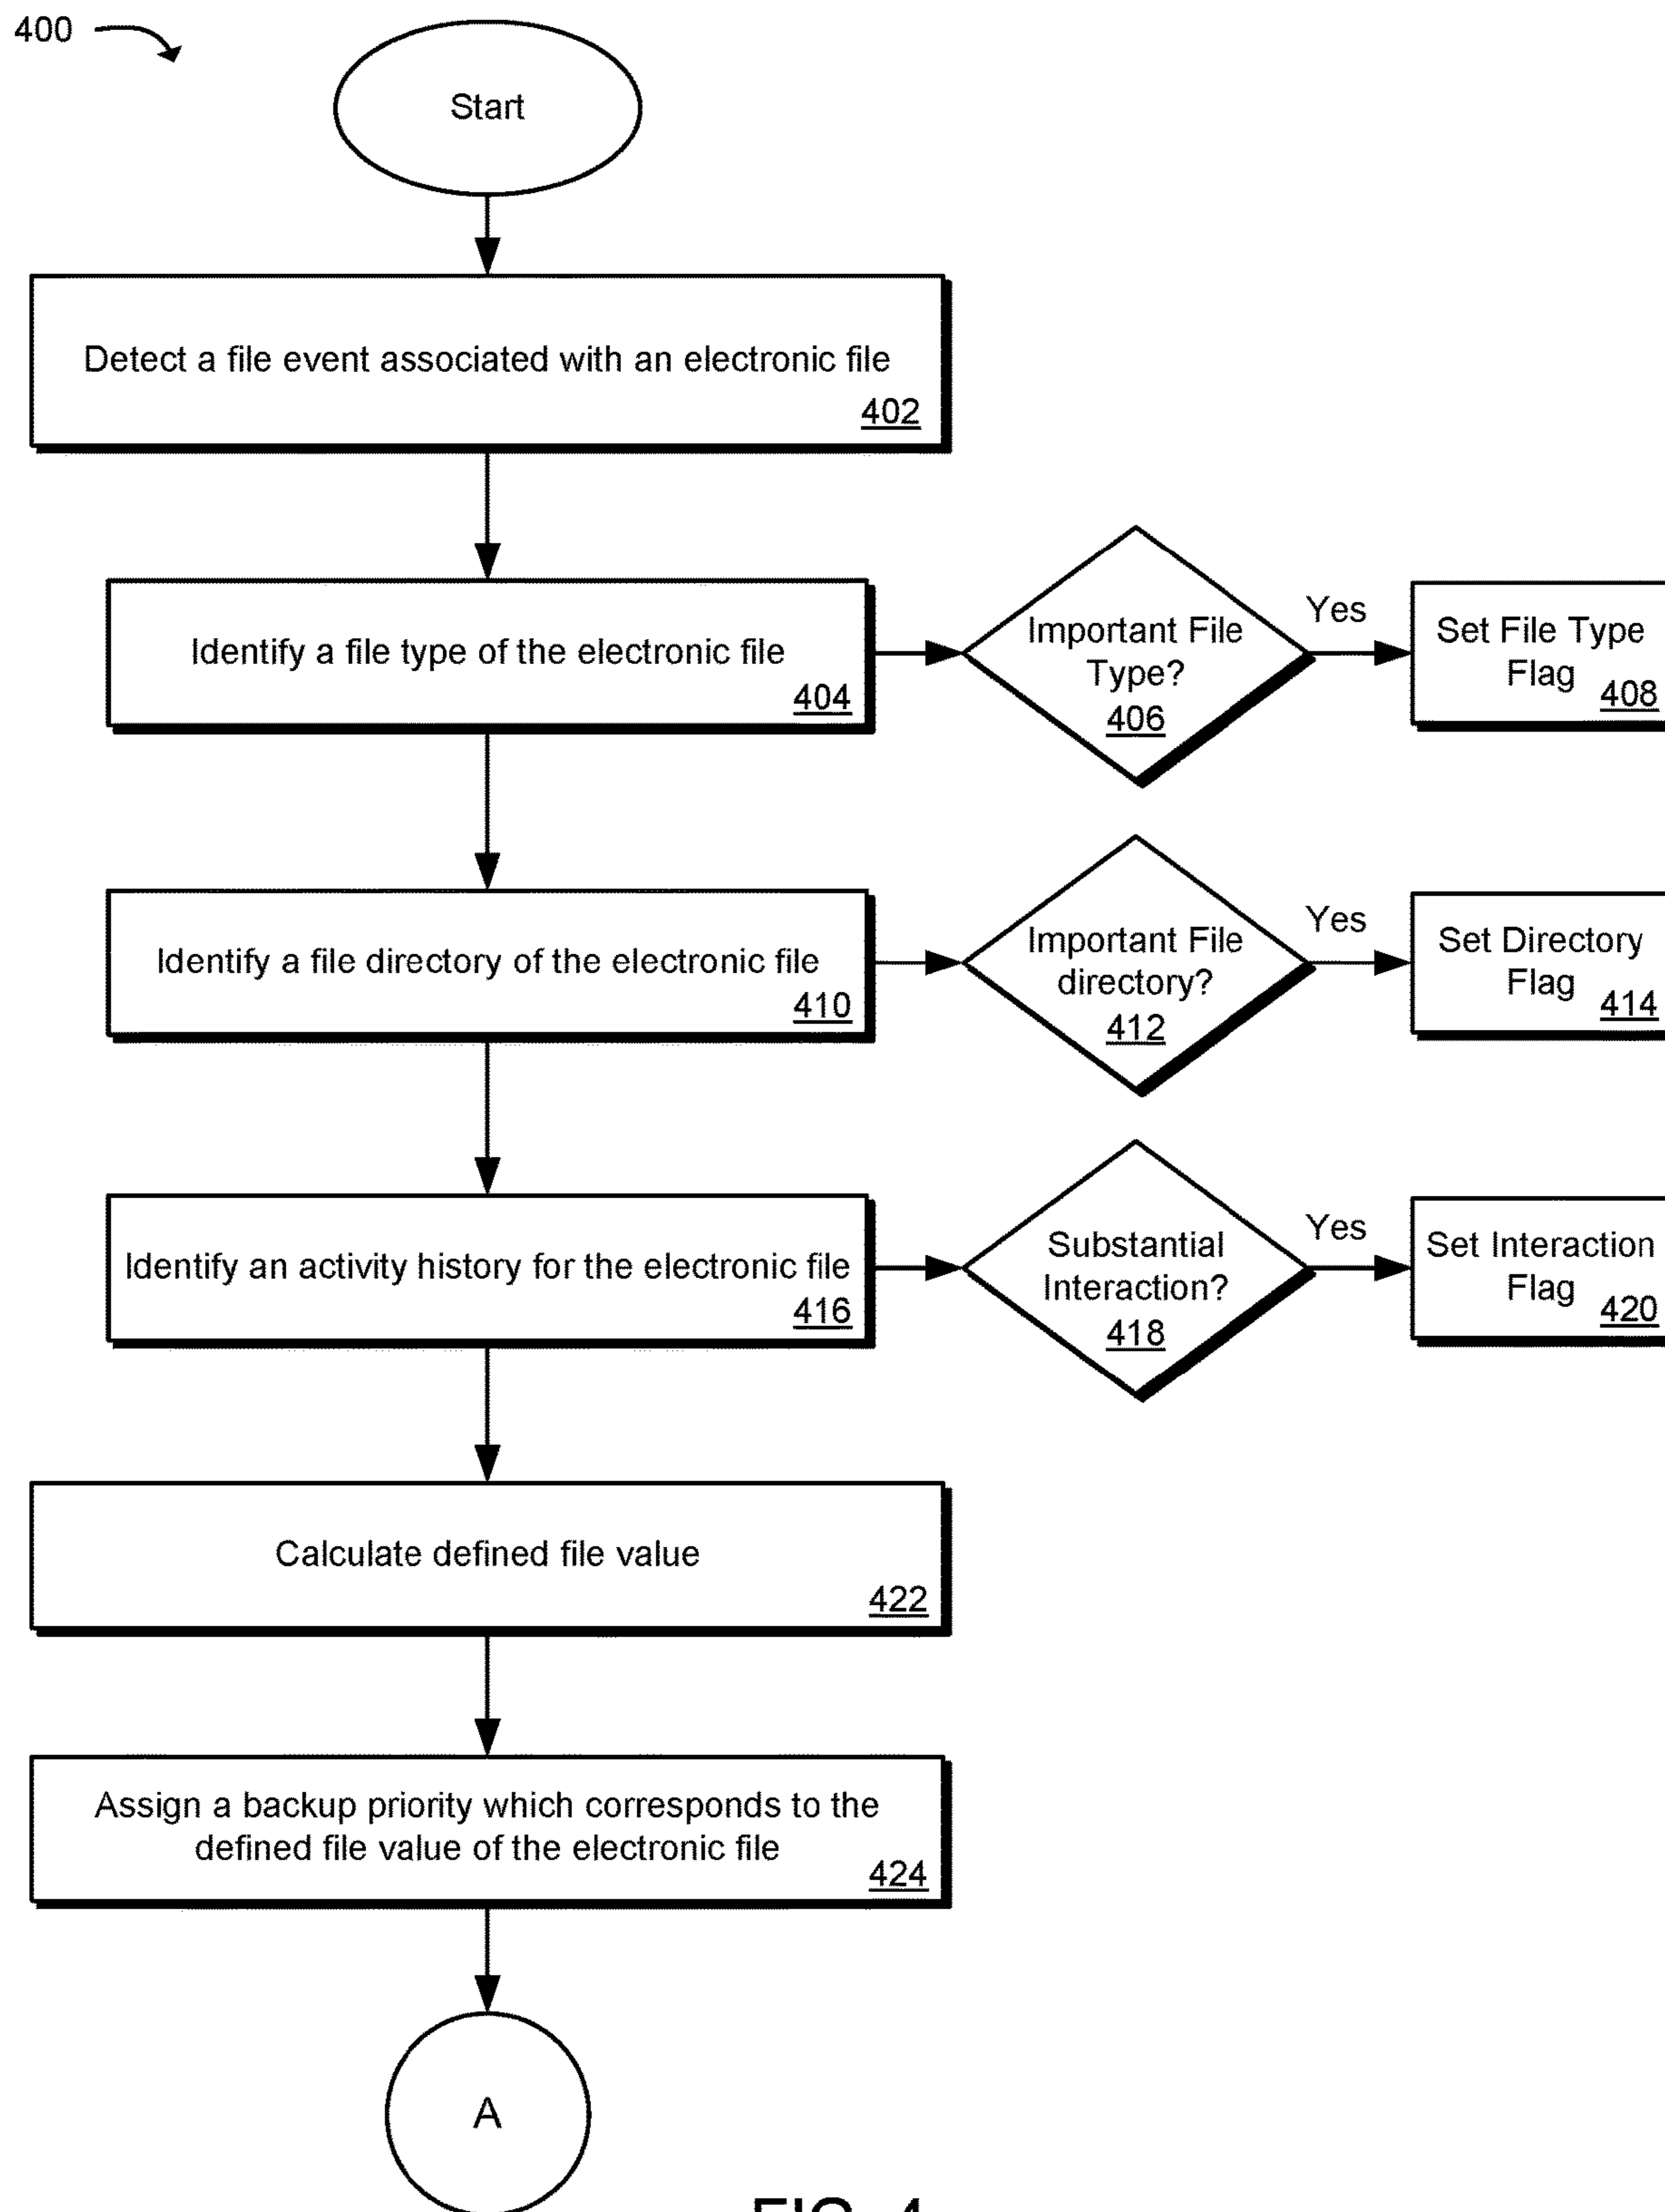 400
Start
Detect a file event associated with an electronic file
402
Identify a file type of the electronic file
404
Important File
Type?
406
Yes
Set File Type
Flag
408
Identify a file directory of the electronic file
410
Important File
directory?
412
Yes
Set Directory
Flag
414
Identify an activity history for the electronic file
416
Substantial
Interaction?
418
Yes
Set Interaction
Flag
420
Calculate defined file value
422
Assign a backup priority which corresponds to the
defined file value of the electronic file
424
A
FIG. 4